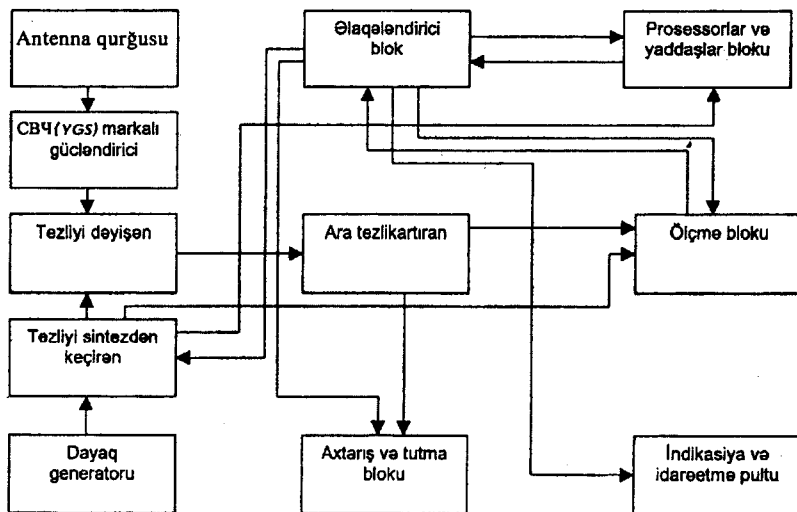 Antenna qurğusu
Əlaqələndirici
blok
Prosessorlar və
yaddaşlar bloku
СВЧ(YGS) markalı
gücləndirici
Tezliyi dəyişən
Ara tezlikartıran
Ölçmə bloku
Tezliyi sintezdən
keçirən
Dayaq
generatoru
Axtarış və tutma
bloku
İndikasiya və
idarəetmə pultu